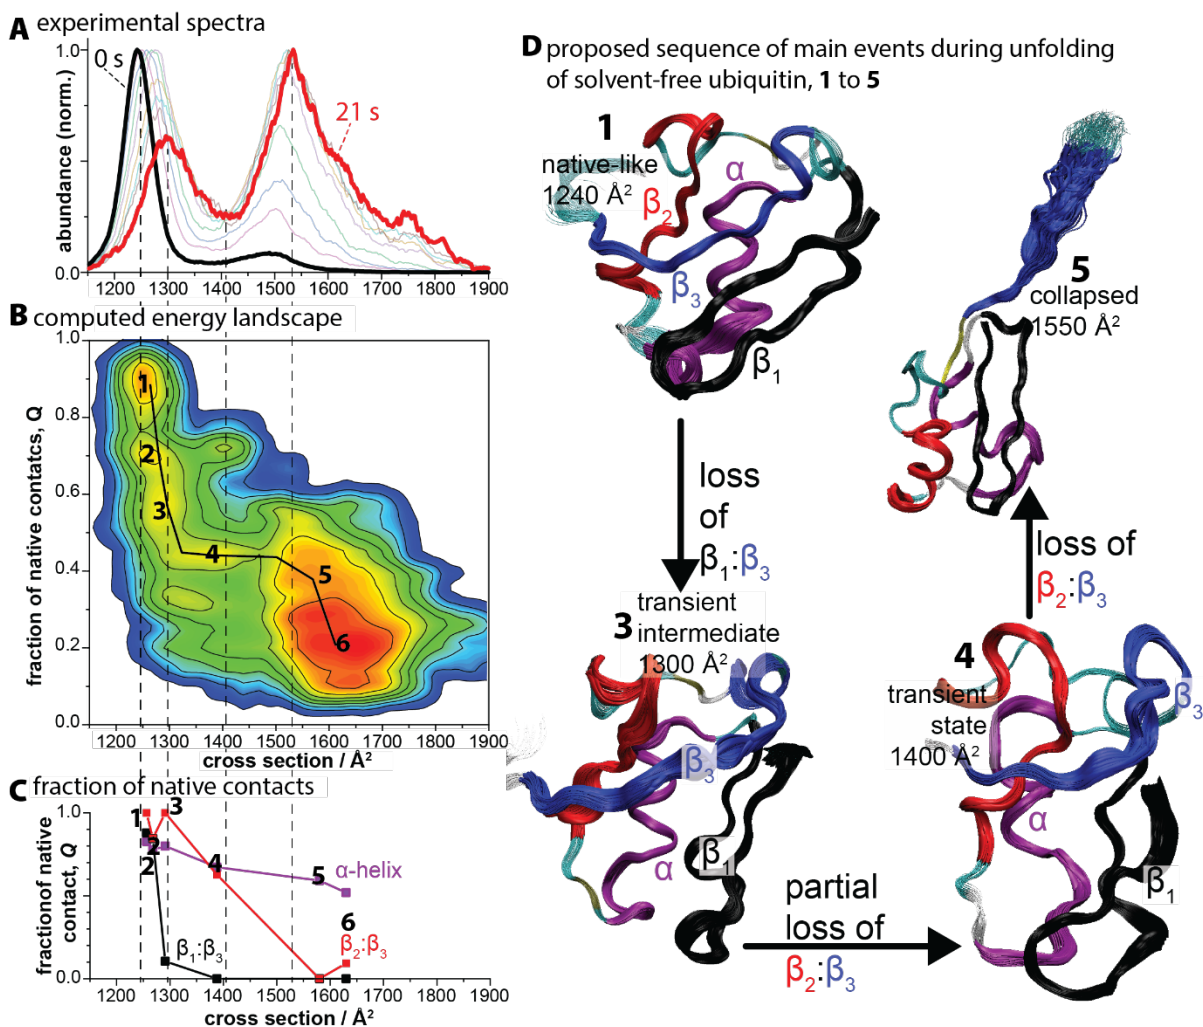 A experimental spectra
abundance (norm.)
1.0
0.0
0 s
21 s
1200 1300 1400 1500 1600 1700 1800 1900
B computed energy landscape
fraction of native contatcs, Q
1.0
0.8
0.6
0.4
0.2
0.0
1
2
3
4
5
6
1200 1300 1400 1500 1600 1700 1800 1900
cross section / Å²
C fraction of native contacts
fractionof native
contact, Q
1.0
0.0
1
2
2
3
4
5
6
α-helix
β₁:β₃
β₂:β₃
1200 1300 1400 1500 1600 1700 1800 1900
cross section / Å²
D proposed sequence of main events during unfolding
of solvent-free ubiquitin, 1 to 5
1
native-like
1240 Å²
α
β₂
β₃
β₁
loss
of
β₁:β₃
3 transient
intermediate
1300 Å²
β₃
β₁
α
partial
loss of
β₂:β₃
4
transient
state
1400 Å²
β₃
α
β₁
loss of
β₂:β₃
5
collapsed
1550 Å²